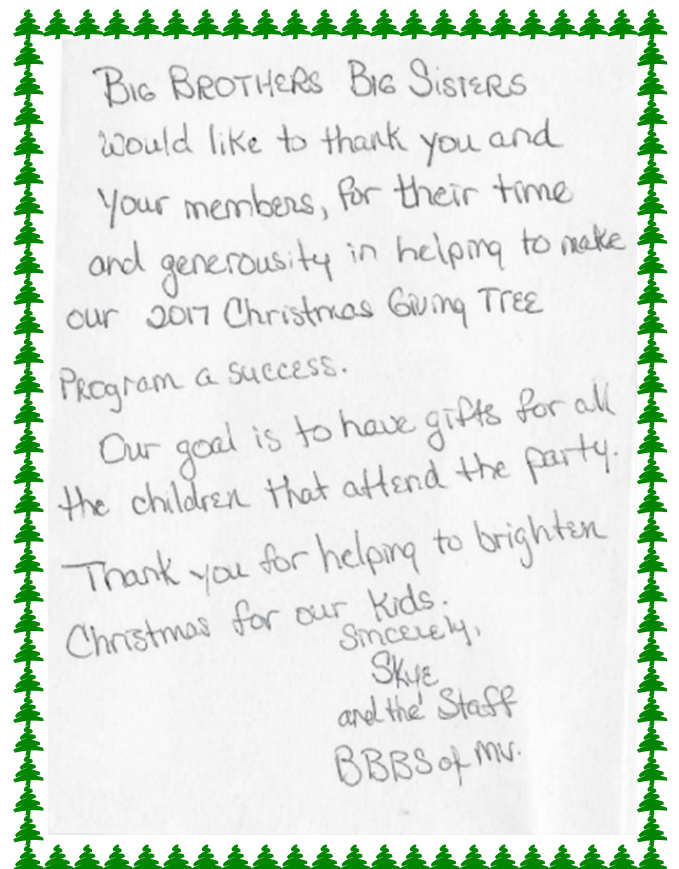 BIG BROTHERS BIG SISTERS
would like to thank you and
your members, for their time
and generousity in helping to make
our 2017 Christmas Giving TREE
Program a success.
Our goal is to have gifts for all
the children that attend the party.
Thank you for helping to brighten
Christmas for our kids.
Sincerely,
Skye
and the Staff
BBBS of MV.